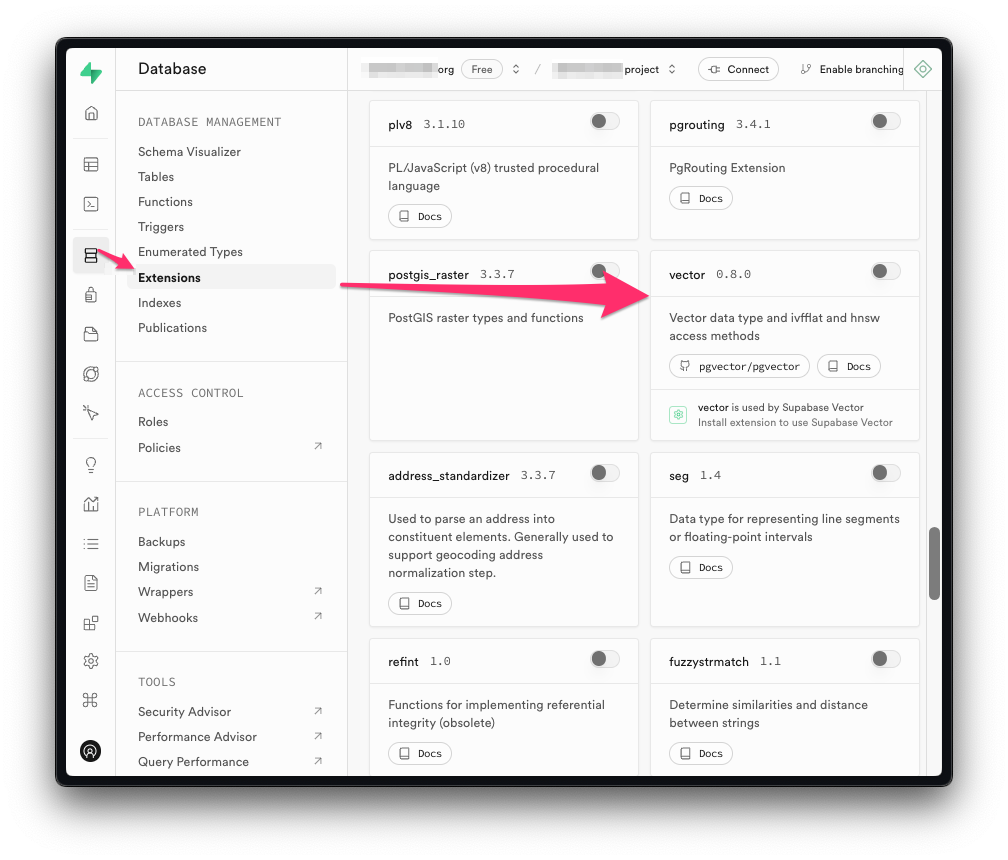 Database
org Free / project Connect Enable branching
DATABASE MANAGEMENT
Schema Visualizer
Tables
Functions
Triggers
Enumerated Types
Extensions
Indexes
Publications
ACCESS CONTROL
Roles
Policies
PLATFORM
Backups
Migrations
Wrappers
Webhooks
TOOLS
Security Advisor
Performance Advisor
Query Performance
plv8 3.1.10
PL/JavaScript (v8) trusted procedural
language
Docs
pgrouting 3.4.1
PgRouting Extension
Docs
postgis_raster 3.3.7
PostGIS raster types and functions
vector 0.8.0
Vector data type and ivfflat and hnsw
access methods
pgvector/pgvector Docs
vector is used by Supabase Vector
Install extension to use Supabase Vector
address_standardizer 3.3.7
Used to parse an address into
constituent elements. Generally used to
support geocoding address
normalization step.
Docs
seg 1.4
Data type for representing line segments
or floating-point intervals
Docs
refint 1.0
Functions for implementing referential
integrity (obsolete)
Docs
fuzzystrmatch 1.1
Determine similarities and distance
between strings
Docs